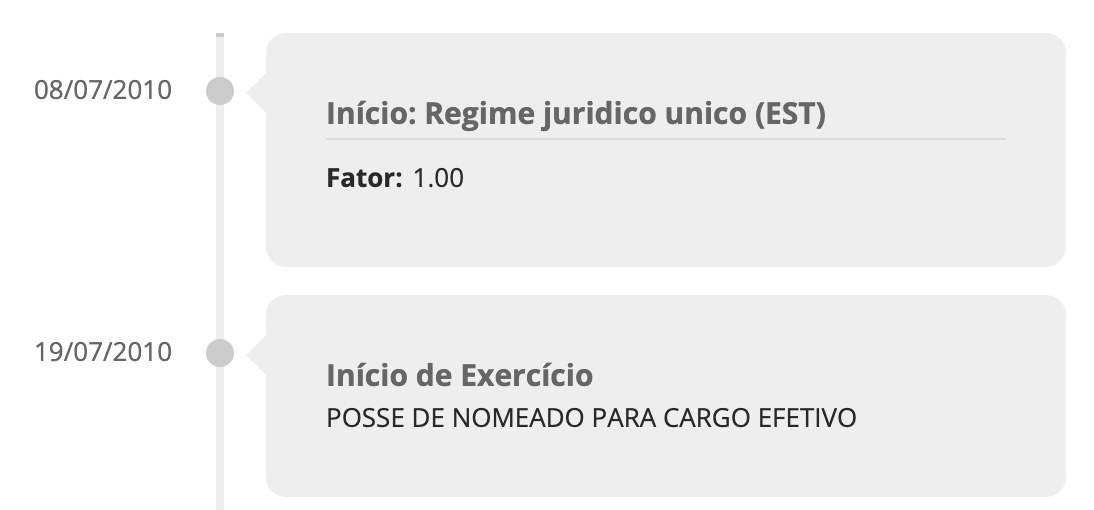 08/07/2010
Início: Regime juridico unico (EST)
Fator: 1.00
19/07/2010
Início de Exercício
POSSE DE NOMEADO PARA CARGO EFETIVO